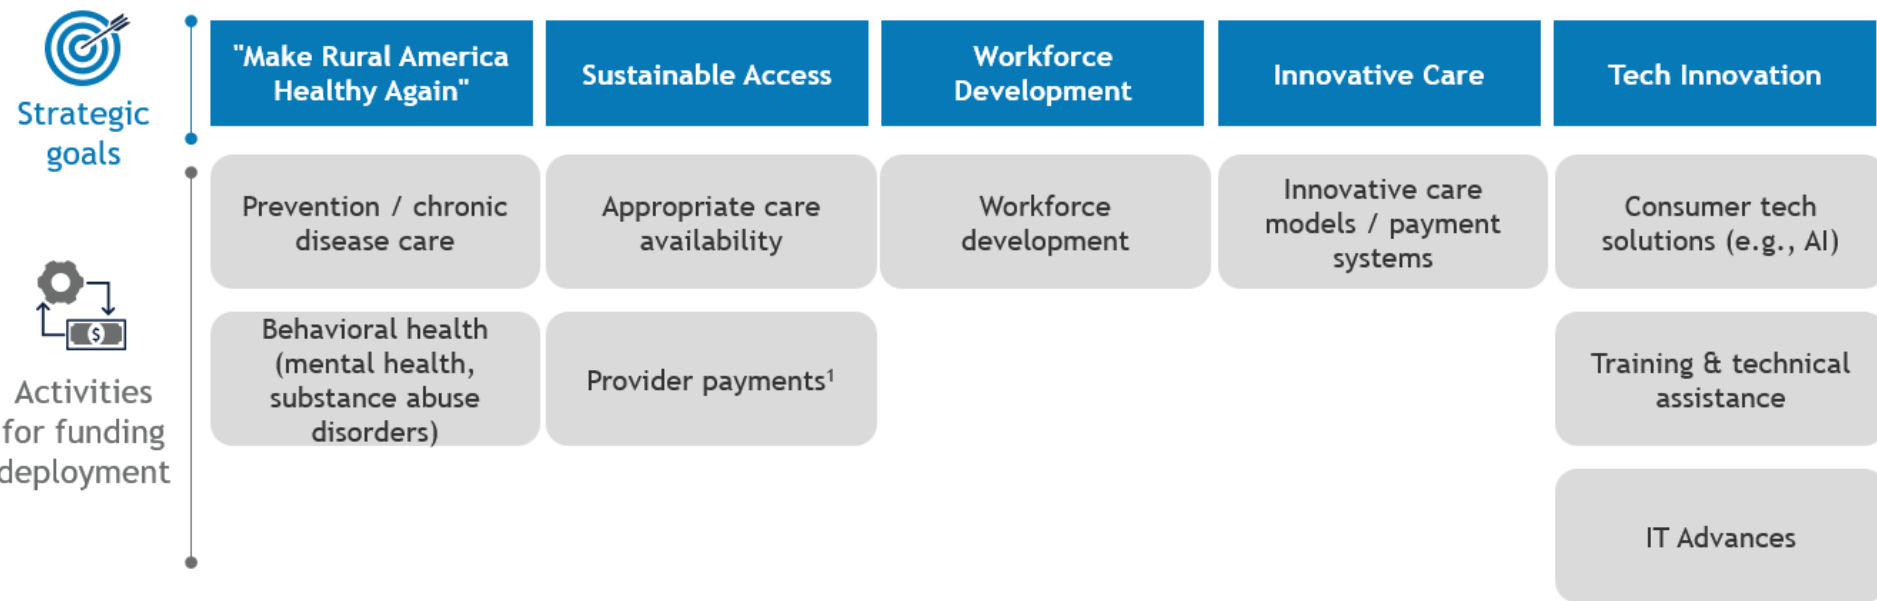 Strategic
goals
"Make Rural America
Healthy Again"
Sustainable Access
Workforce
Development
Innovative Care
Tech Innovation
Activities
for funding
deployment
Prevention / chronic
disease care
Appropriate care
availability
Workforce
development
Innovative care
models / payment
systems
Consumer tech
solutions (e.g., AI)
Behavioral health
(mental health,
substance abuse
disorders)
Provider payments¹
Training & technical
assistance
IT Advances
$